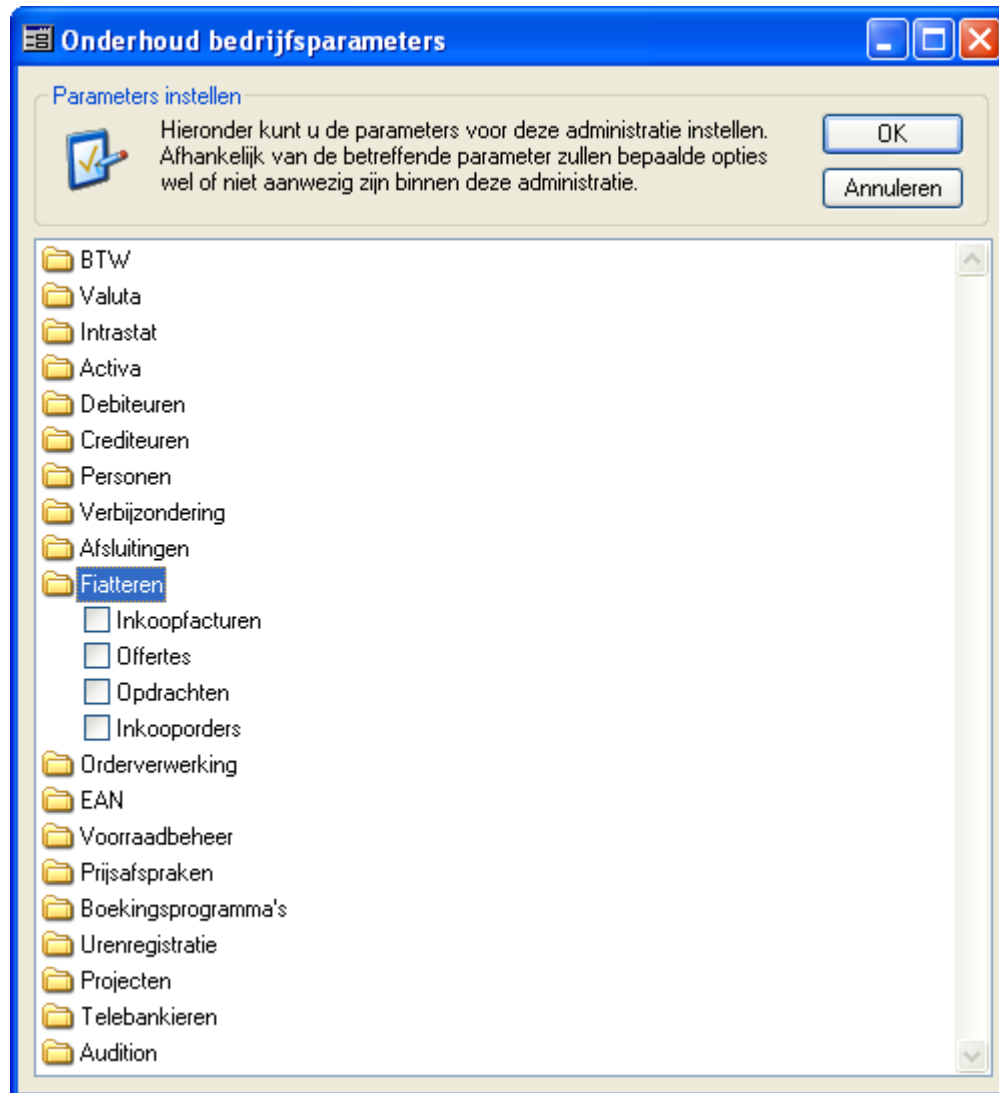 Onderhoud bedrijfsparameters
Parameters instellen
Hieronder kunt u de parameters voor deze administratie instellen.
Afhankelijk van de betreffende parameter zullen bepaalde opties
wel of niet aanwezig zijn binnen deze administratie.
OK
Annuleren
BTW
Valuta
Intrastat
Activa
Debiteuren
Crediteuren
Personen
Verbijzondering
Afsluitingen
Fiatteren
Inkoopfacturen
Offertes
Opdrachten
Inkooporders
Orderverwerking
EAN
Voorraadbeheer
Prijsafspraken
Boekingsprogramma's
Urenregistratie
Projecten
Telebankieren
Audition